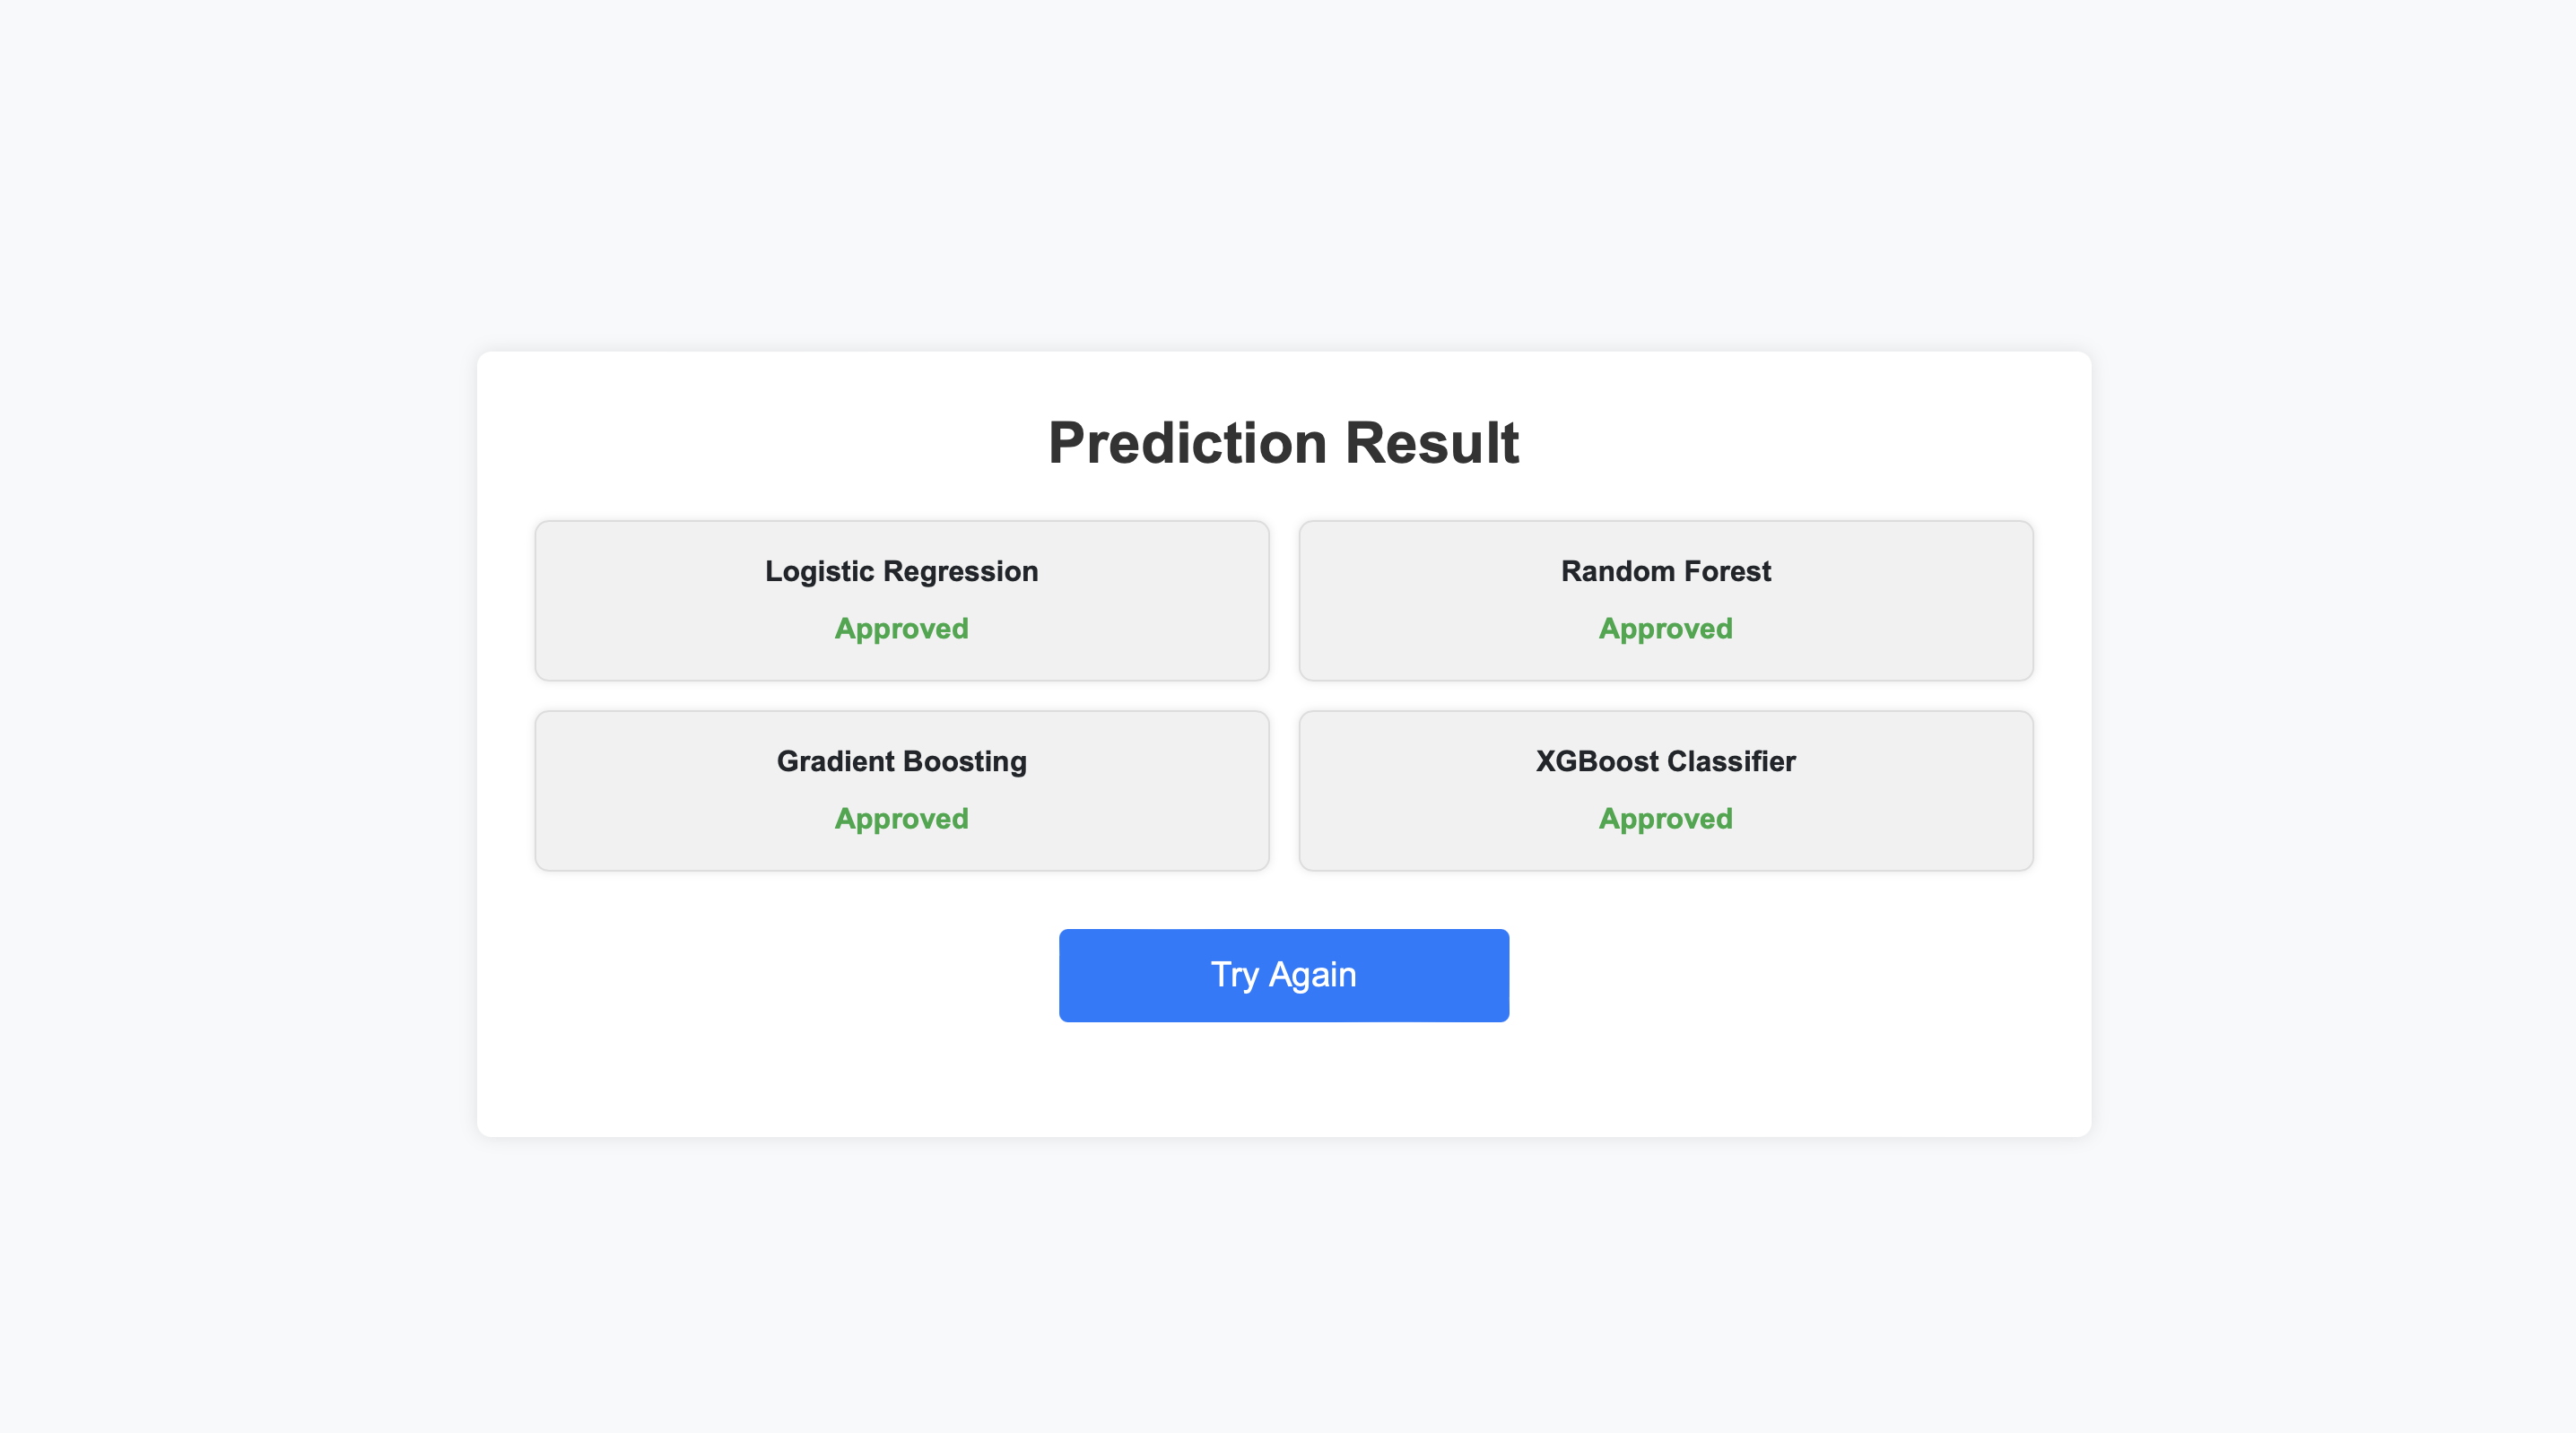 Prediction Result
Logistic Regression
Approved
Random Forest
Approved
Gradient Boosting
Approved
XGBoost Classifier
Approved
Try Again